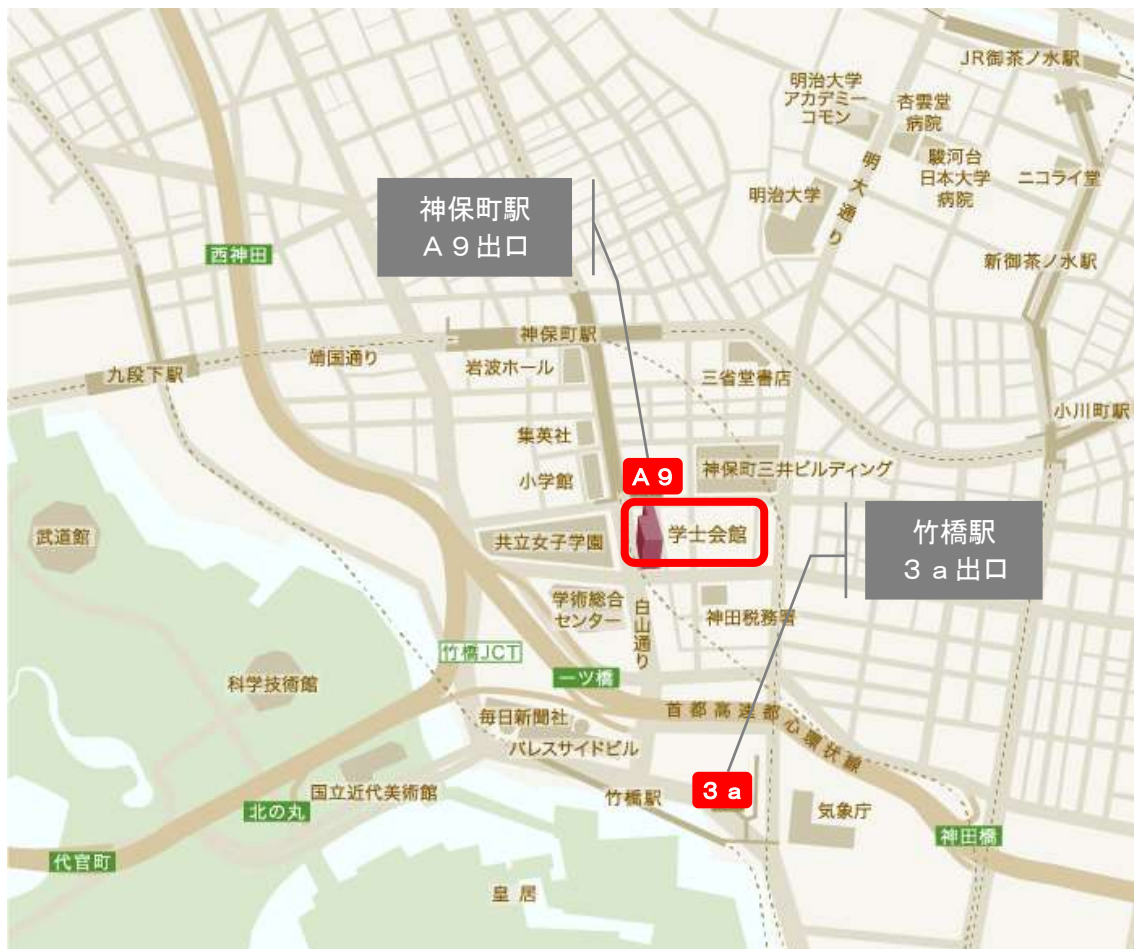 JR御茶ノ水駅
明治大学
アカデミー
コモン
杏雲堂
病院
駿河台
日本大学
病院
ニコライ堂
明大通り
明治大学
神保町駅
A9出口
西神田
新御茶ノ水駅
神保町駅
靖国通り
岩波ホール
三省堂書店
九段下駅
小川町駅
集英社
小学館
A9
神保町三井ビルディング
武道館
共立女子学園
学士会館
竹橋駅
3a出口
学術総合
センター
白山通り
神田税務署
竹橋JCT
一ツ橋
科学技術館
毎日新聞社
パレスサイドビル
首都高速都心環状線
国立近代美術館
北の丸
竹橋駅
3a
気象庁
神田橋
代官町
皇居